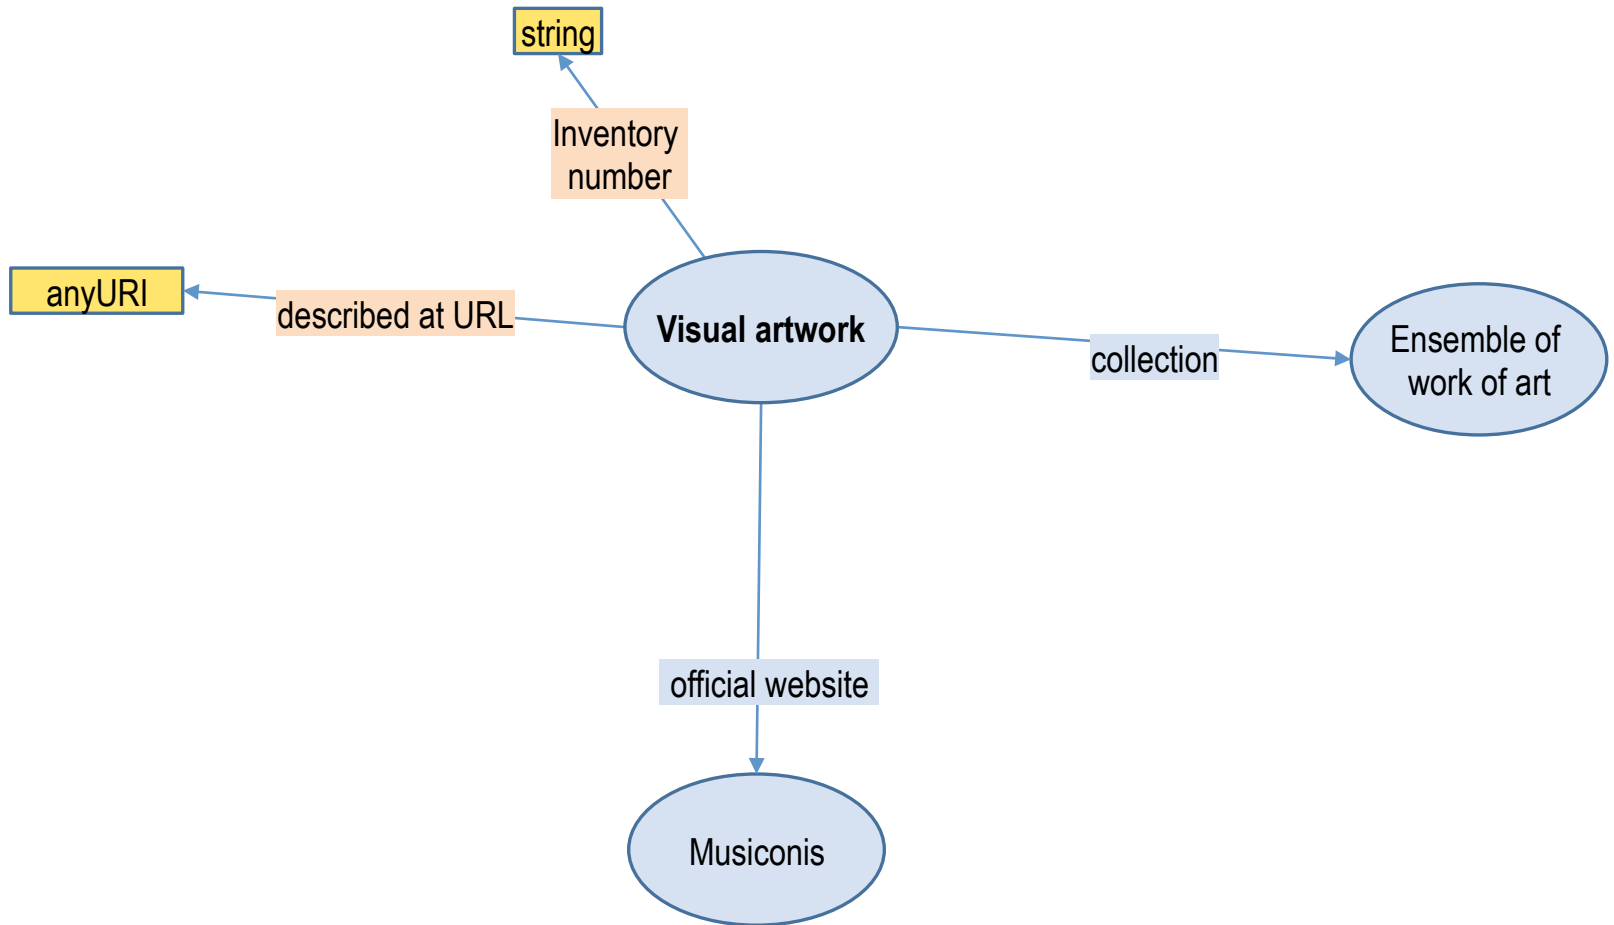 string
Inventory
number
anyURI
described at URL
Visual artwork
collection
Ensemble of
work of art
official website
Musiconis